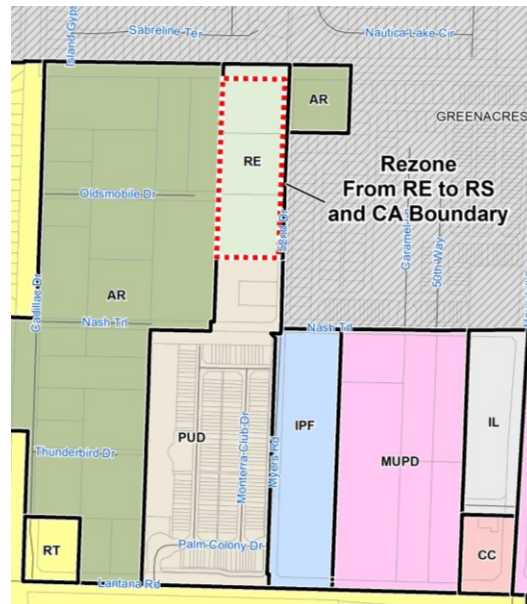 Island Gyps
Sabreline Ter
Nautica Lake Cir
AR
GREENACRES
RE
Rezone
From RE to RS
and CA Boundary
Oldsmobile Dr
52nd Dr
50th Way
Cadillac Dr
AR
Nash Trl
Nash Trl
PUD
Monterra Club Dr
Myers Rd
IPF
MUPD
IL
Thunderbird Dr
RT
Palm Colony Dr
CC
Lantana Rd